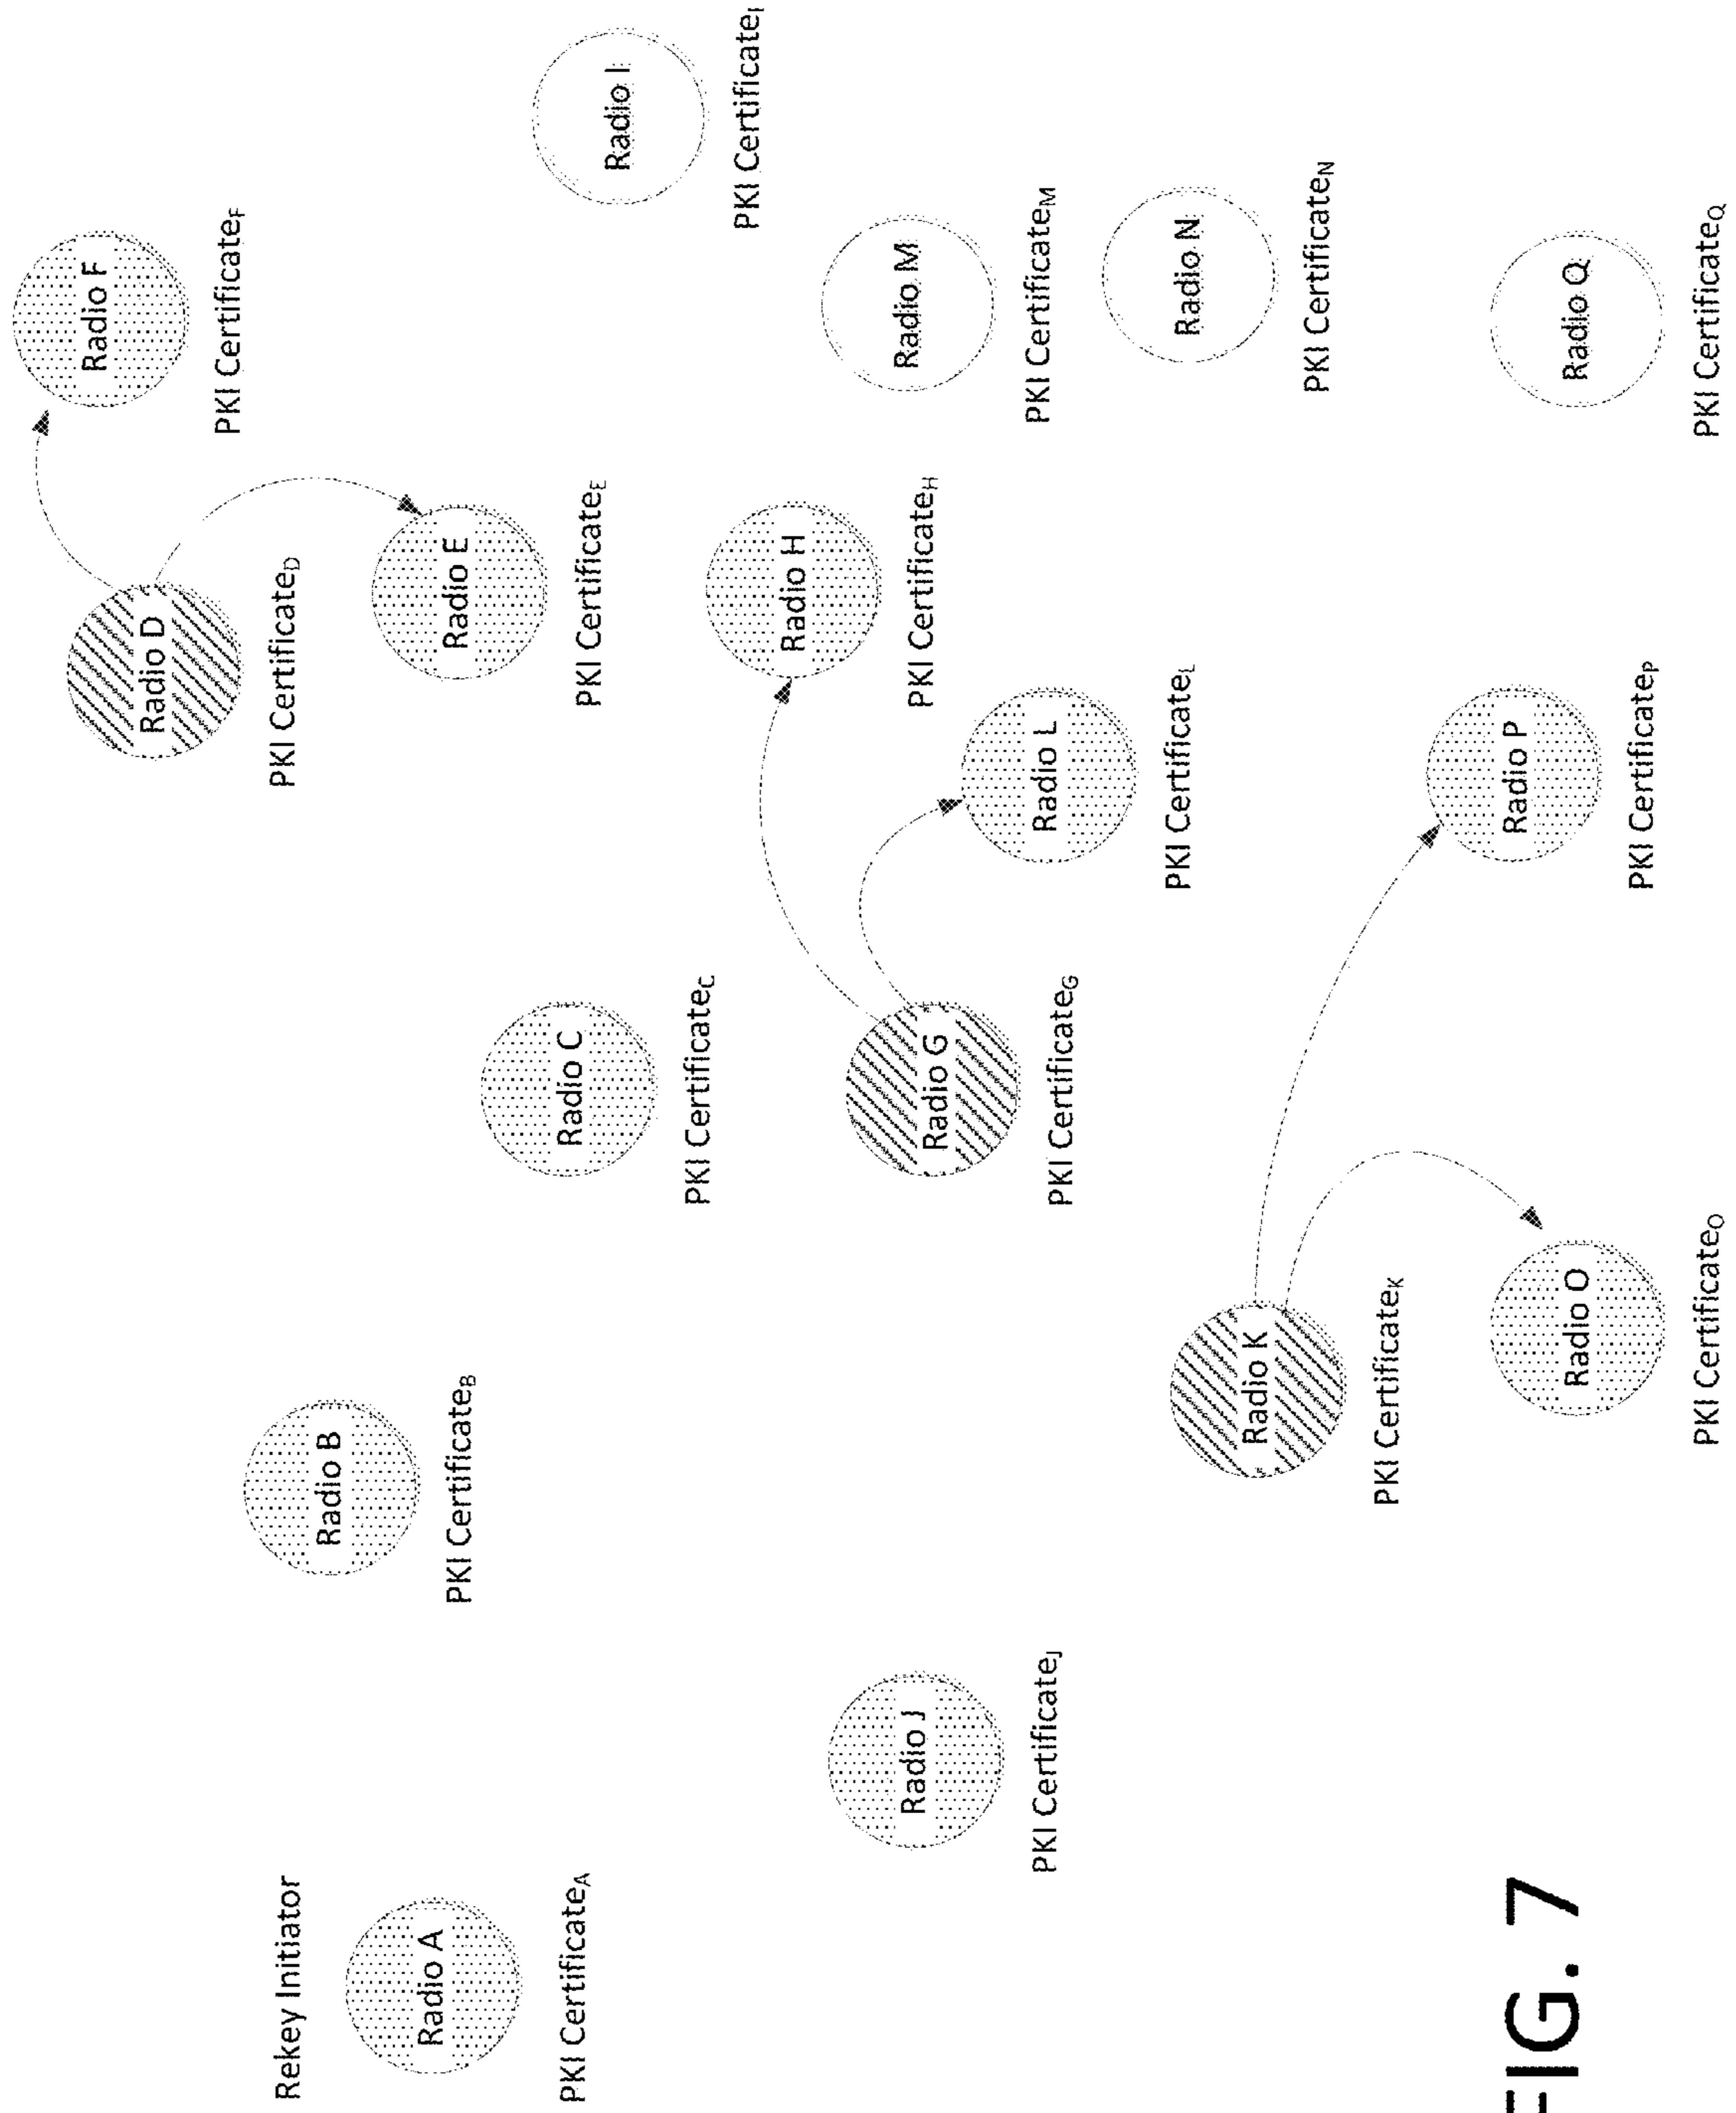 Rekey Initiator
Radio A
PKI Certificate_A
Radio B
PKI Certificate_B
Radio J
PKI Certificate_J
Radio C
PKI Certificate_C
Radio D
PKI Certificate_D
Radio F
PKI Certificate_F
Radio E
PKI Certificate_E
Radio G
PKI Certificate_G
Radio H
PKI Certificate_H
Radio L
PKI Certificate_L
Radio I
PKI Certificate_I
Radio M
PKI Certificate_M
Radio N
PKI Certificate_N
Radio K
PKI Certificate_K
Radio O
PKI Certificate_O
Radio P
PKI Certificate_P
Radio Q
PKI Certificate_Q
FIG. 7